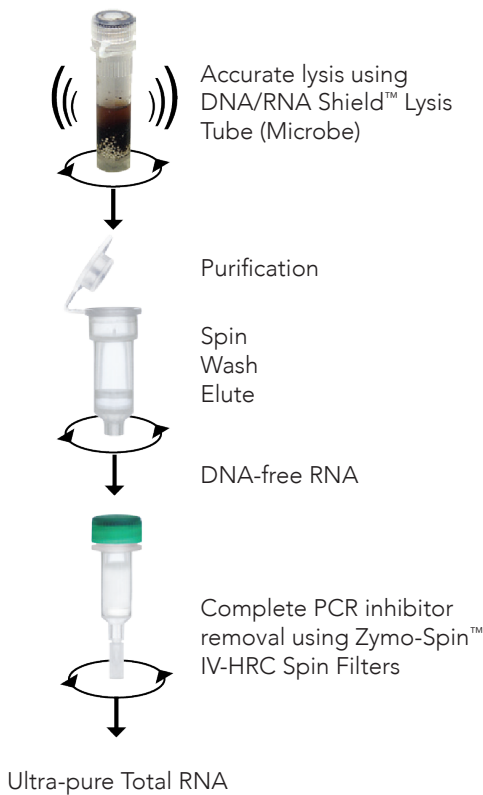 Accurate lysis using
DNA/RNA Shield™ Lysis
Tube (Microbe)
Purification
Spin
Wash
Elute
DNA-free RNA
Complete PCR inhibitor
removal using Zymo-Spin™
IV-HRC Spin Filters
Ultra-pure Total RNA